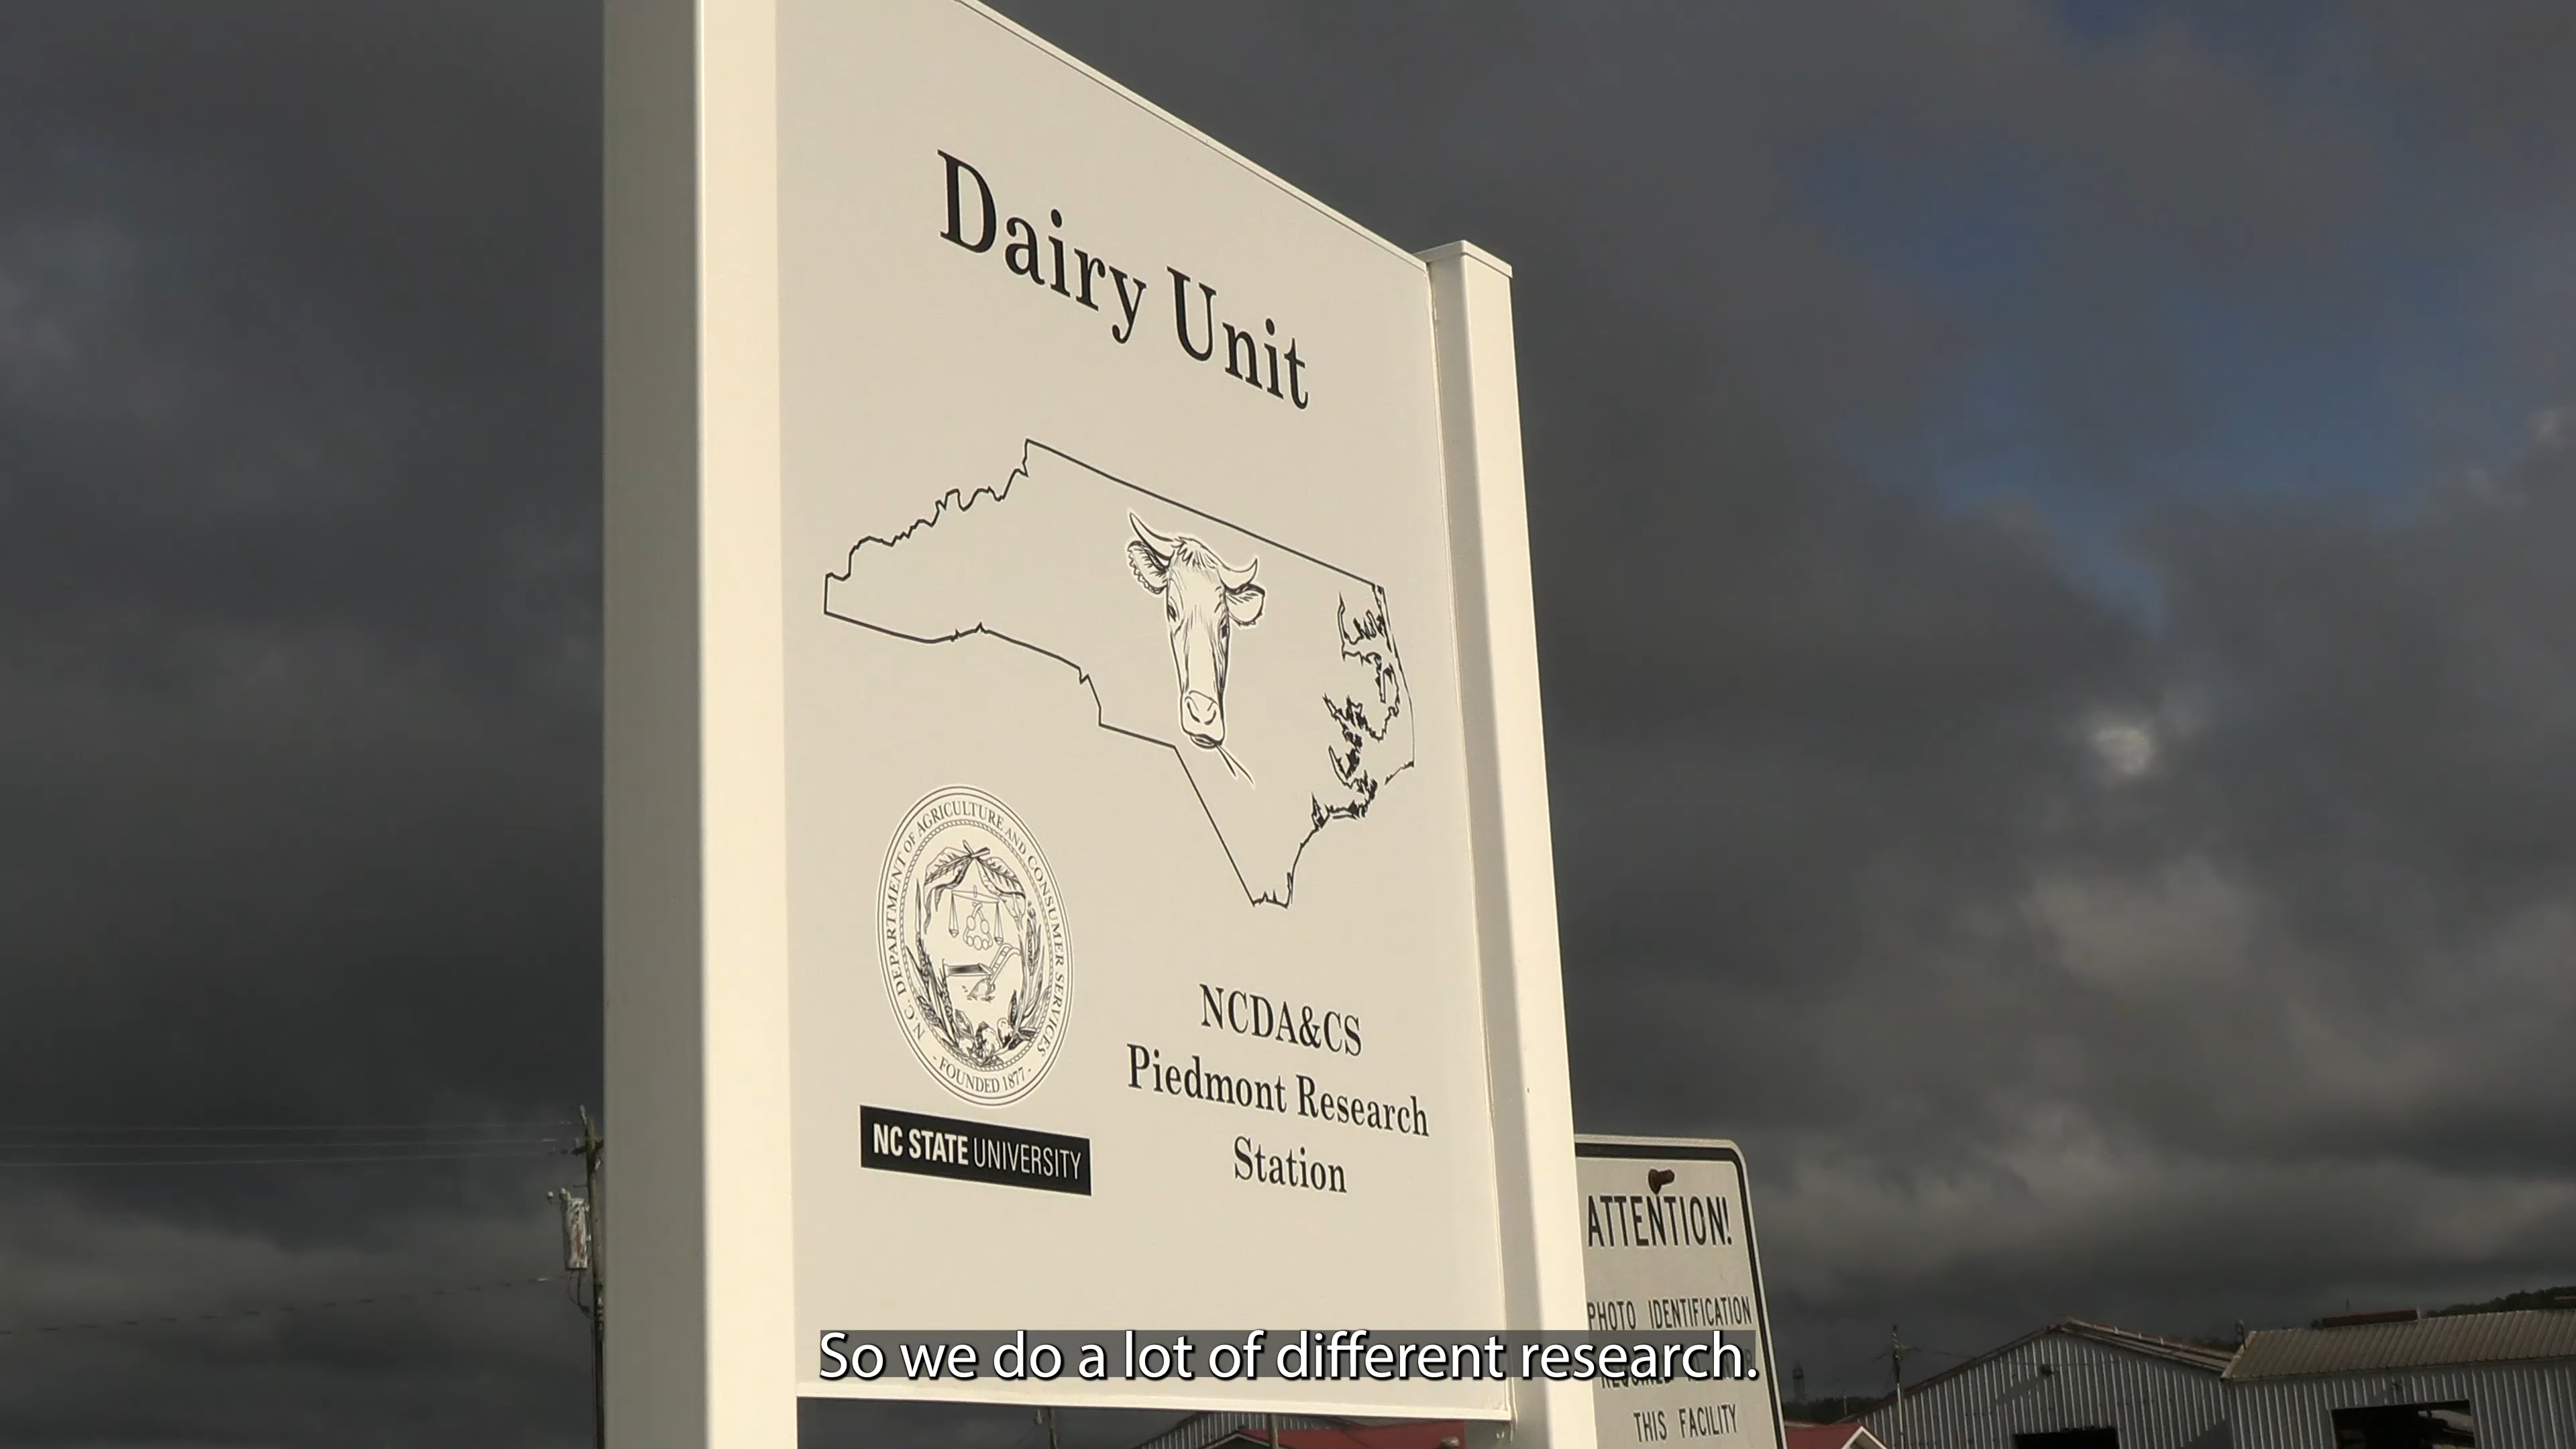 Dairy Unit
N.C. DEPARTMENT OF AGRICULTURE AND CONSUMER SERVICES
- FOUNDED 1877 -
NC STATE UNIVERSITY
NCDA&CS
Piedmont Research
Station
ATTENTION!
PHOTO IDENTIFICATION
THIS FACILITY
So we do a lot of different research.